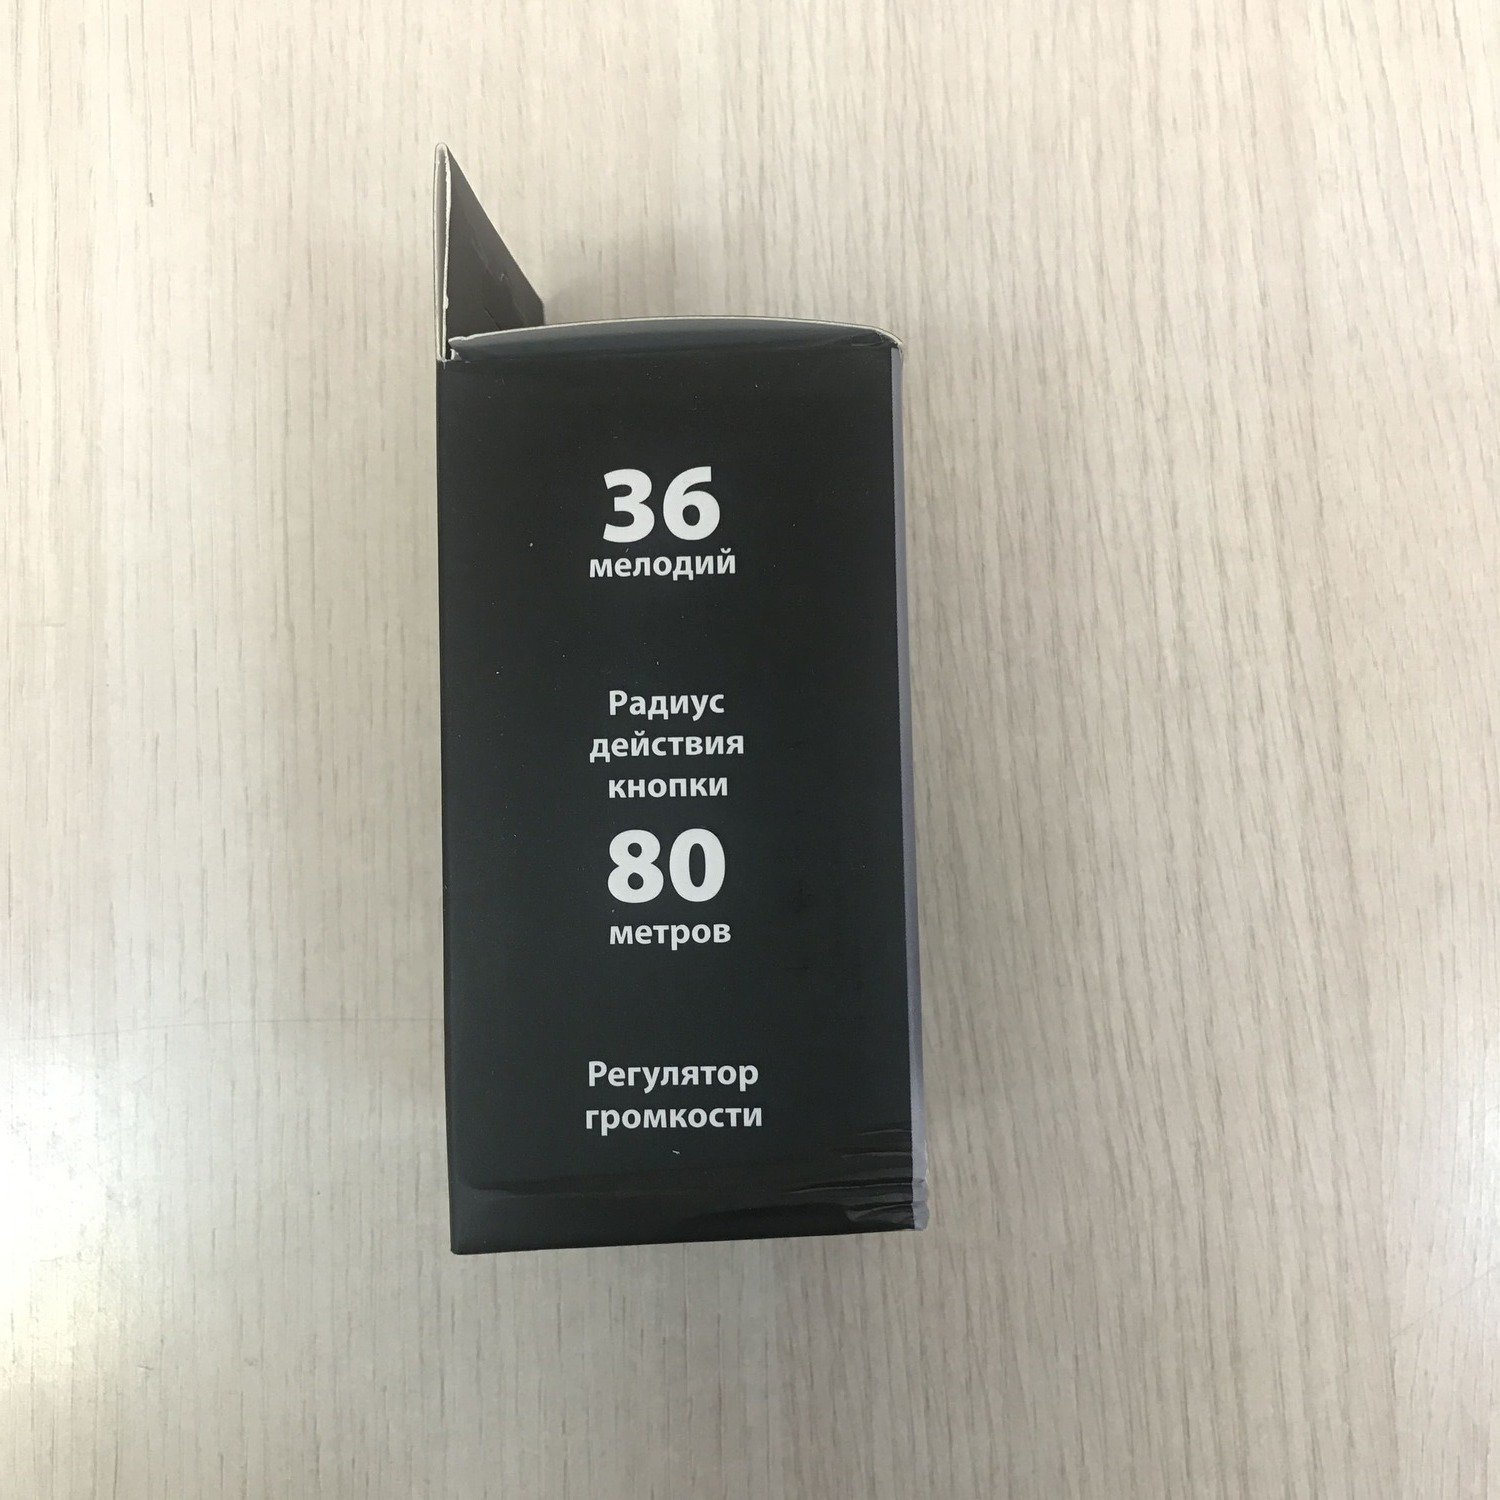 36
мелодий
Радиус
действия
кнопки
80
метров
Регулятор
громкости